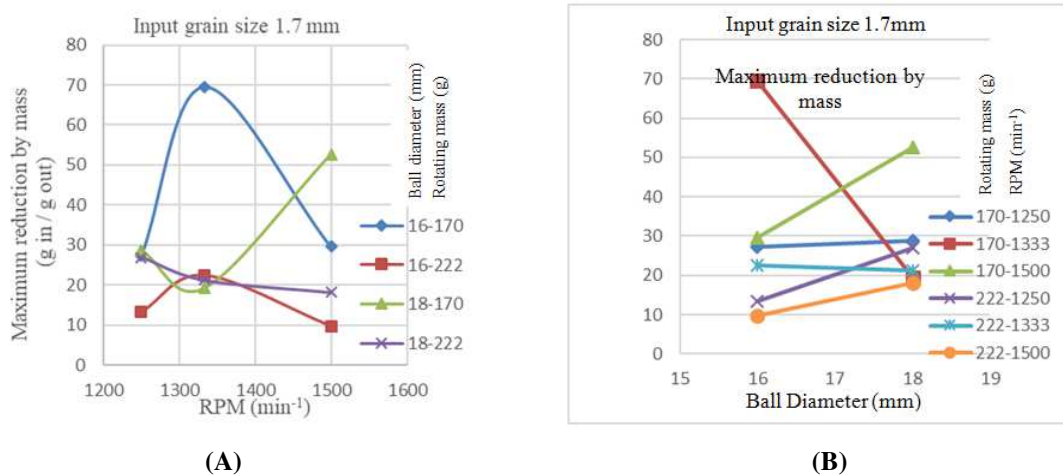 Input grain size 1.7 mm
80
70
60
50
40
30
20
10
0
1200 1300 1400 1500 1600
RPM (min-1)
Maximum reduction by mass
(g in / g out)
Ball diameter (mm)
Rotating mass (g)
16-170
16-222
18-170
18-222
(A)
Input grain size 1.7mm
Maximum reduction by
mass
80
70
60
50
40
30
20
10
0
15 16 17 18 19
Ball Diameter (mm)
Rotating mass (g)
RPM (min-1)
170-1250
170-1333
170-1500
222-1250
222-1333
222-1500
(B)